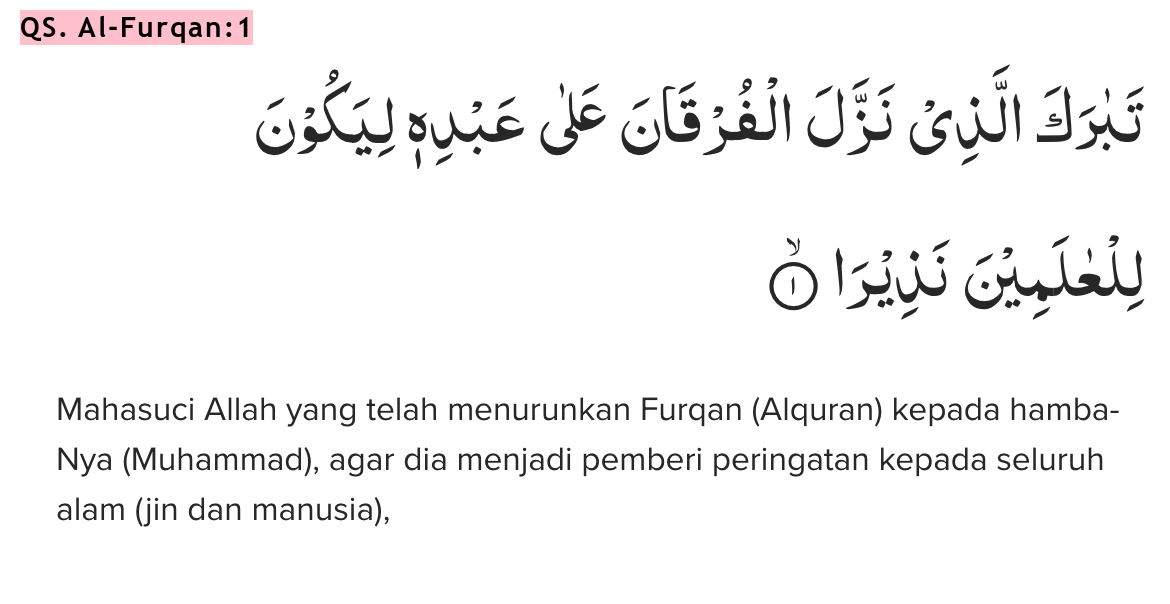 QS. Al-Furqan:1
تَبٰرَكَ الَّذِيْ نَزَّلَ الْفُرْقَانَ عَلٰى عَبْدِهٖ لِيَكُوْنَ
لِلْعٰلَمِيْنَ نَذِيْرًا ۙ ١
Mahasuci Allah yang telah menurunkan Furqan (Alquran) kepada hamba-
Nya (Muhammad), agar dia menjadi pemberi peringatan kepada seluruh
alam (jin dan manusia),